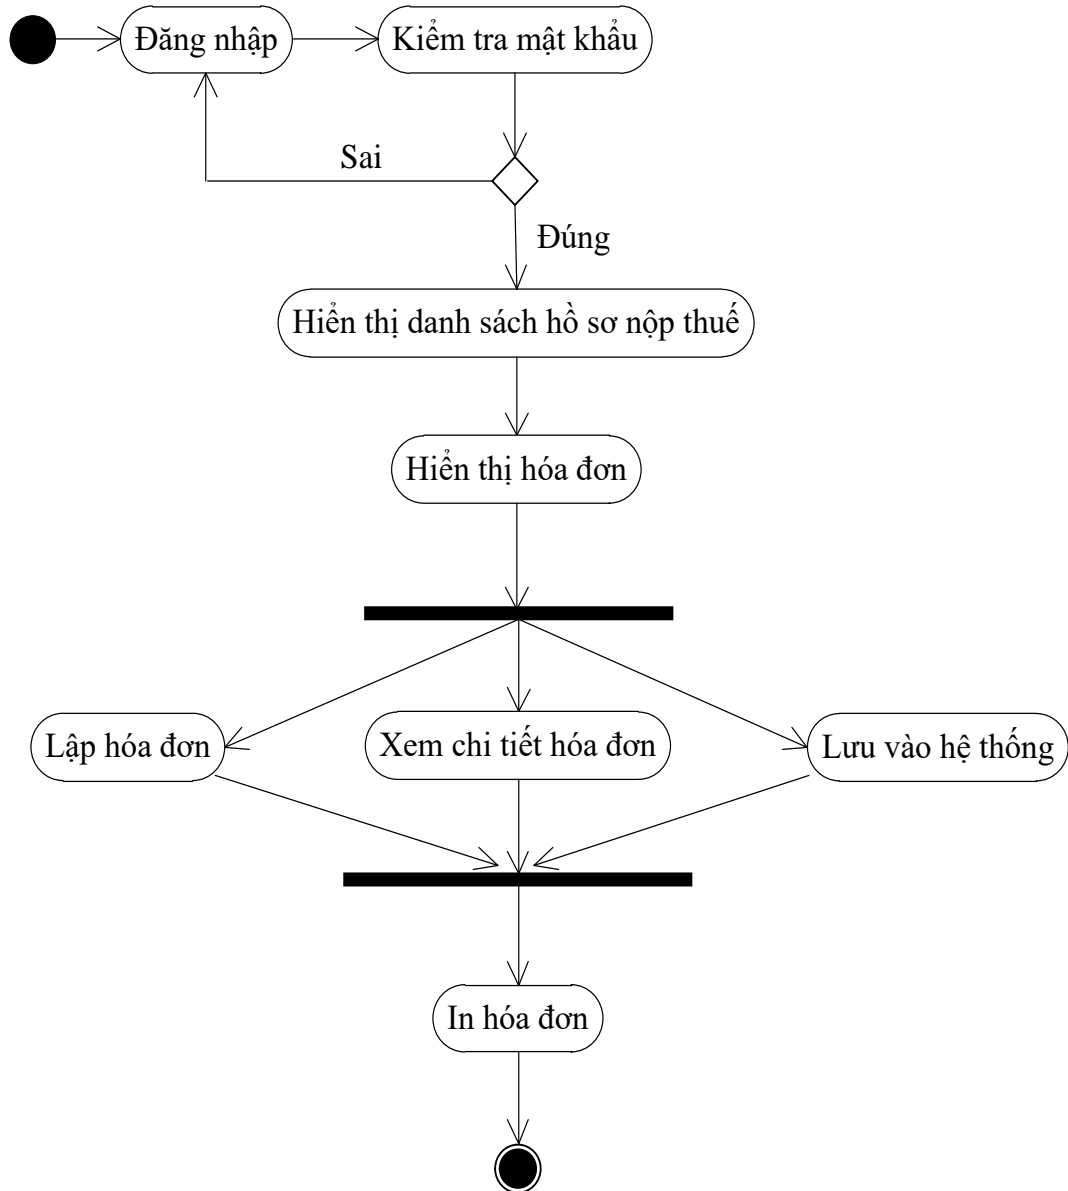 Đăng nhập
Kiểm tra mật khẩu
Sai
Đúng
Hiển thị danh sách hồ sơ nộp thuế
Hiển thị hóa đơn
Lập hóa đơn
Xem chi tiết hóa đơn
Lưu vào hệ thống
In hóa đơn